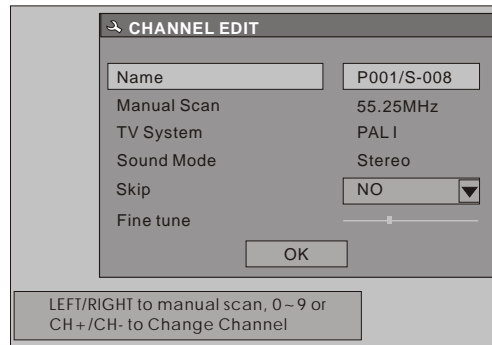 CHANNEL EDIT
Name P001/S-008
Manual Scan 55.25MHz
TV System PAL I
Sound Mode Stereo
Skip NO
Fine tune
OK
LEFT/RIGHT to manual scan, 0~9 or
CH+/CH- to Change Channel